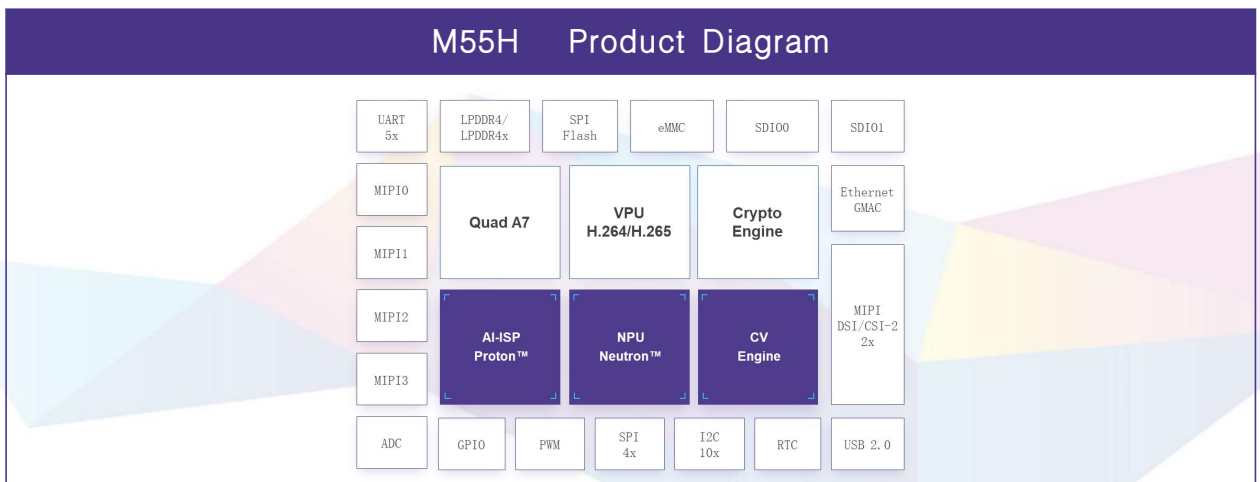 M55H Product Diagram
UART
5x
LPDDR4/
LPDDR4x
SPI
Flash
eMMC
SDIO0
SDIO1
MIPI0
Quad A7
VPU
H.264/H.265
Crypto
Engine
Ethernet
GMAC
MIPI1
MIPI2
AI-ISP
Proton™
NPU
Neutron™
CV
Engine
MIPI
DSI/CSI-2
2x
MIPI3
ADC
GPIO
PWM
SPI
4x
I2C
10x
RTC
USB 2.0